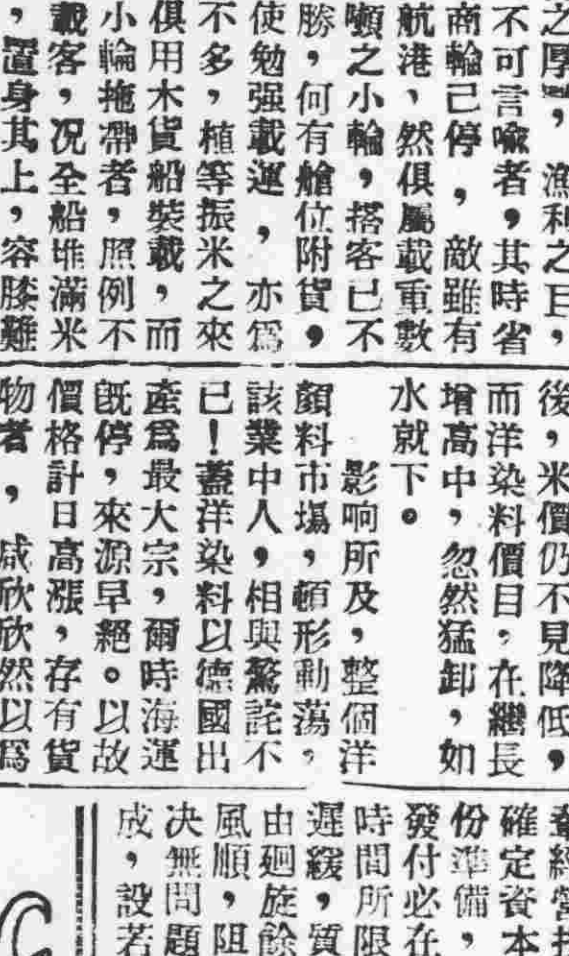 之厚，漁利之巨，
不可言喩者，其時省
商輪已停，敵雖有
航港，然俱屬載重數
噸之小輪，搭客已不
勝，何有艙位附貨，
使勉强載運，亦爲
不多，植等振米之來
俱用木貨船裝載，而
小輪拖帶者，照例不
載客，况全船堆滿米
，置身其上，容膝難
後，米價仍不見降低，
而洋染料價目，在繼長
增高中，忽然猛卸，如
水就下。
影响所及，整個洋
顏料市塲，頓形動蕩，
該業中人，相與驚詫不
已！蓋洋染料以德國出
產爲最大宗，爾時海運
旣停，來源早絕。以故
價格計日高漲，存有貨
物者，咸欣欣然以爲
經營
確定資本
份準備，
發付必在
時間所限
遲緩，質
由廻旋餘
風順，阻
决無問題
成，設若